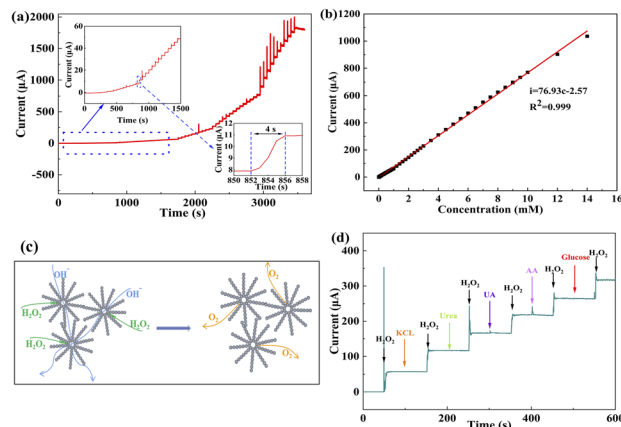 (a)
2000
1500
1000
500
0
Current (μA)
0
1000
2000
3000
Time (s)
60
40
20
0
Current (μA)
0
500
1000
1500
Time (s)
11
10
9
8
Current (μA)
4 s
850 852 854 856 858
Time (s)
(b)
1200
1000
800
600
400
200
0
Current (μA)
i=76.93c-2.57
R²=0.999
0 2 4 6 8 10 12 14 16
Concentration (mM)
(c)
OH⁻
OH⁻
H₂O₂
H₂O₂
H₂O₂
O₂
O₂
O₂
(d)
400
300
200
100
0
Current (μA)
H₂O₂
KCL
H₂O₂
Urea
H₂O₂
UA
H₂O₂
AA
H₂O₂
Glucose
H₂O₂
0
200
400
600
Time (s)